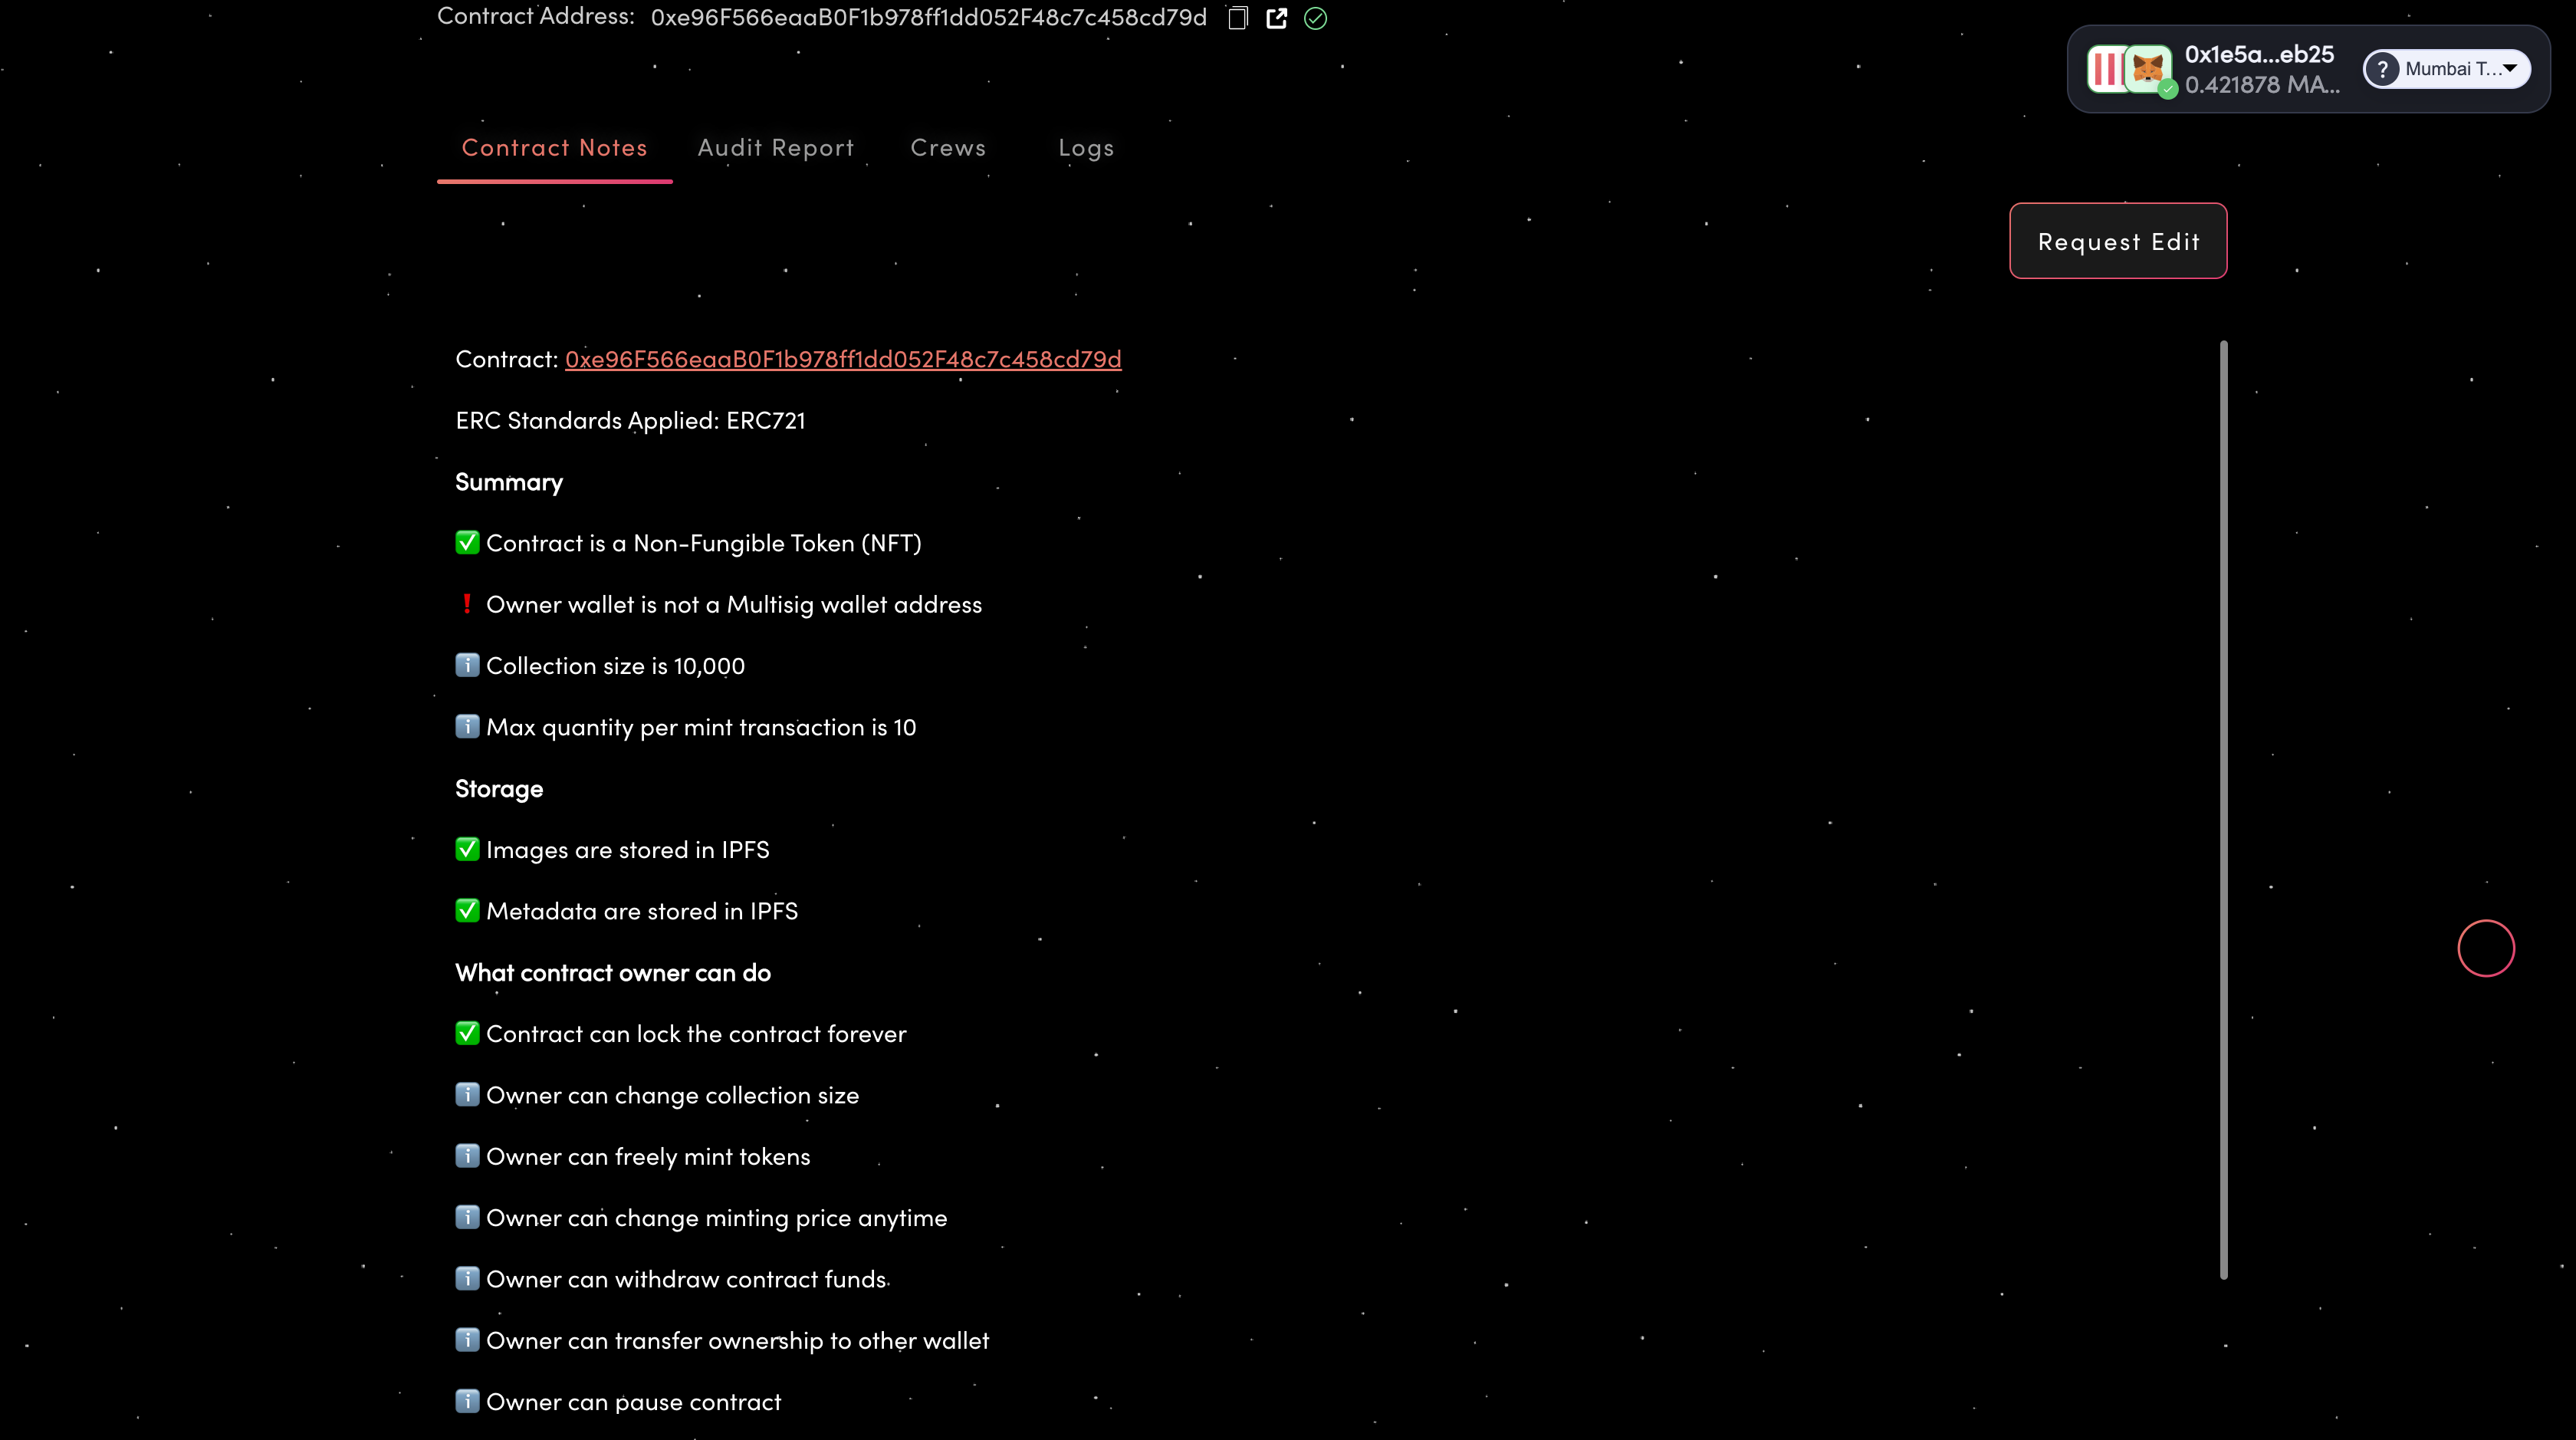 Contract Address: 0xe96F566eaaB0F1b978ff1dd052F48c7c458cd79d
0x1e5a...eb25
0.421878 MA...
? Mumbai T...
Contract Notes Audit Report Crews Logs
Request Edit
Contract: 0xe96F566eaaB0F1b978ff1dd052F48c7c458cd79d
ERC Standards Applied: ERC721
Summary
✅ Contract is a Non-Fungible Token (NFT)
❗ Owner wallet is not a Multisig wallet address
ℹ️ Collection size is 10,000
ℹ️ Max quantity per mint transaction is 10
Storage
✅ Images are stored in IPFS
✅ Metadata are stored in IPFS
What contract owner can do
✅ Contract can lock the contract forever
ℹ️ Owner can change collection size
ℹ️ Owner can freely mint tokens
ℹ️ Owner can change minting price anytime
ℹ️ Owner can withdraw contract funds
ℹ️ Owner can transfer ownership to other wallet
ℹ️ Owner can pause contract